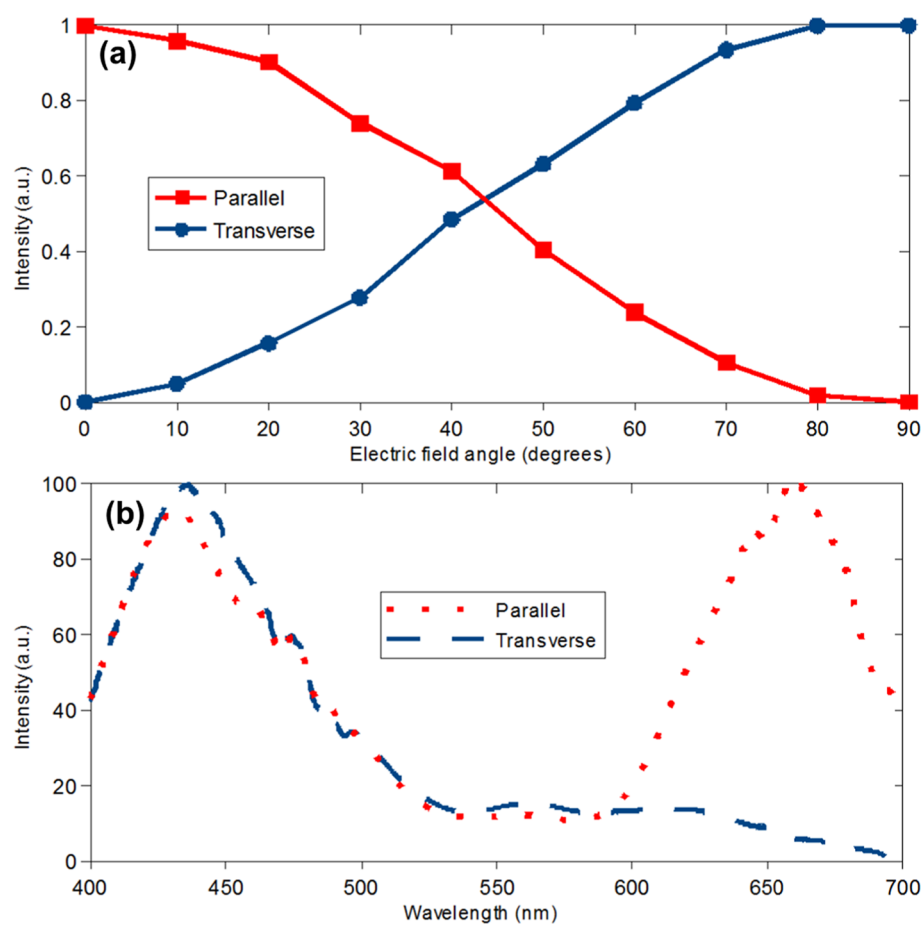 (a)
1
0.8
0.6
0.4
0.2
0
Intensity (a.u.)
Parallel
Transverse
0 10 20 30 40 50 60 70 80 90
Electric field angle (degrees)
(b)
100
80
60
40
20
0
Intensity (a.u.)
Parallel
Transverse
400 450 500 550 600 650 700
Wavelength (nm)